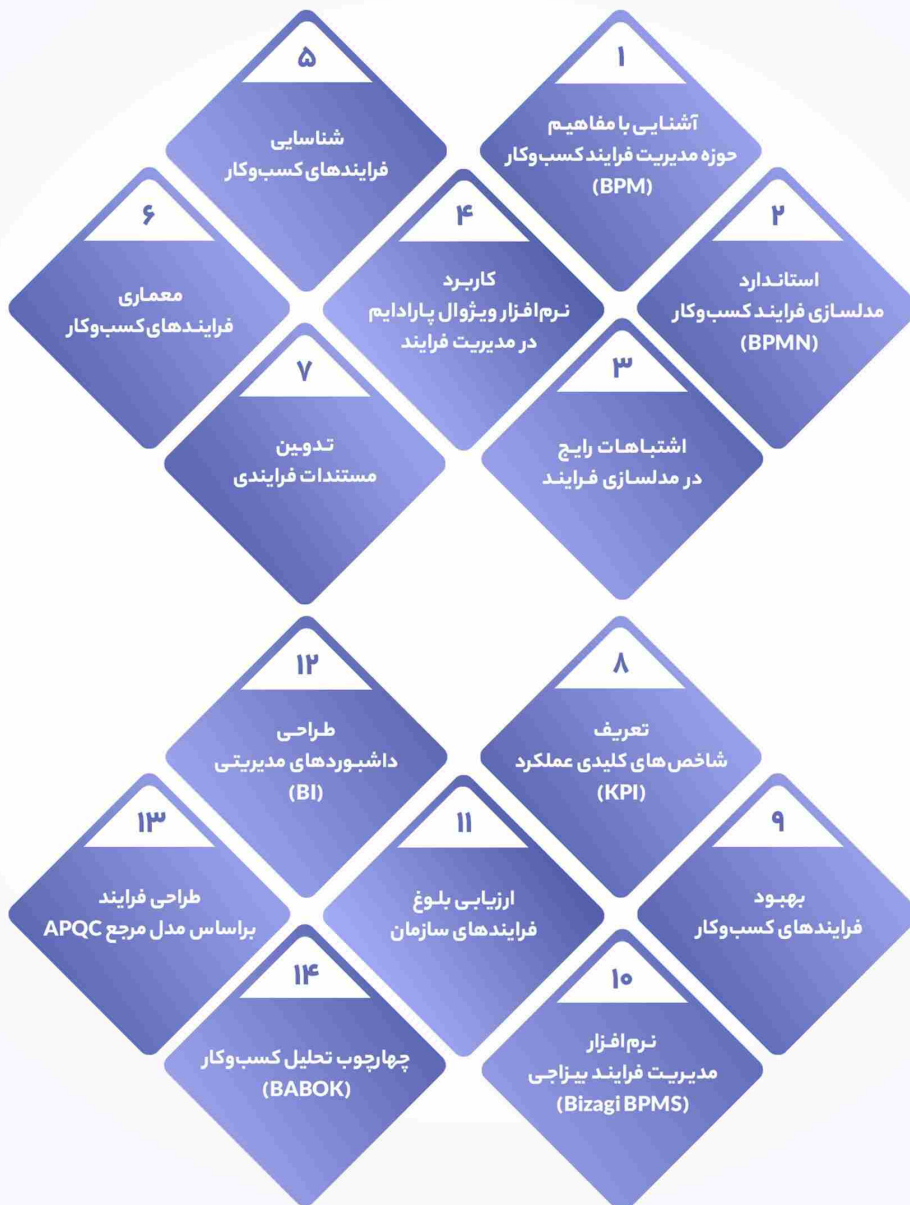 ۱
آشنایی با مفاهیم
حوزه مدیریت فرایند کسب‌وکار
(BPM)
۲
استاندارد
مدلسازی فرایند کسب‌وکار
(BPMN)
۳
اشتباهات رایج
در مدلسازی فرایند
۴
کاربرد
نرم‌افزار ویژوال پارادایم
در مدیریت فرایند
۵
شناسایی
فرایندهای کسب‌وکار
۶
معماری
فرایندهای کسب‌وکار
۷
تدوین
مستندات فرایندی
۸
تعریف
شاخص‌های کلیدی عملکرد
(KPI)
۹
بهبود
فرایندهای کسب‌وکار
۱۰
نرم‌افزار
مدیریت فرایند بیزاجی
(Bizagi BPMS)
۱۱
ارزیابی بلوغ
فرایندهای سازمان
۱۲
طراحی
داشبوردهای مدیریتی
(BI)
۱۳
طراحی فرایند
براساس مدل مرجع APQC
۱۴
چهارچوب تحلیل کسب‌وکار
(BABOK)